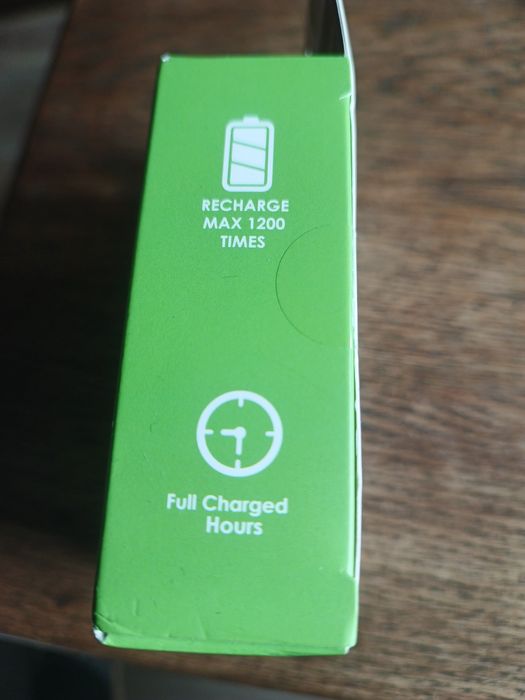 RECHARGE
MAX 1200
TIMES
Full Charged
Hours